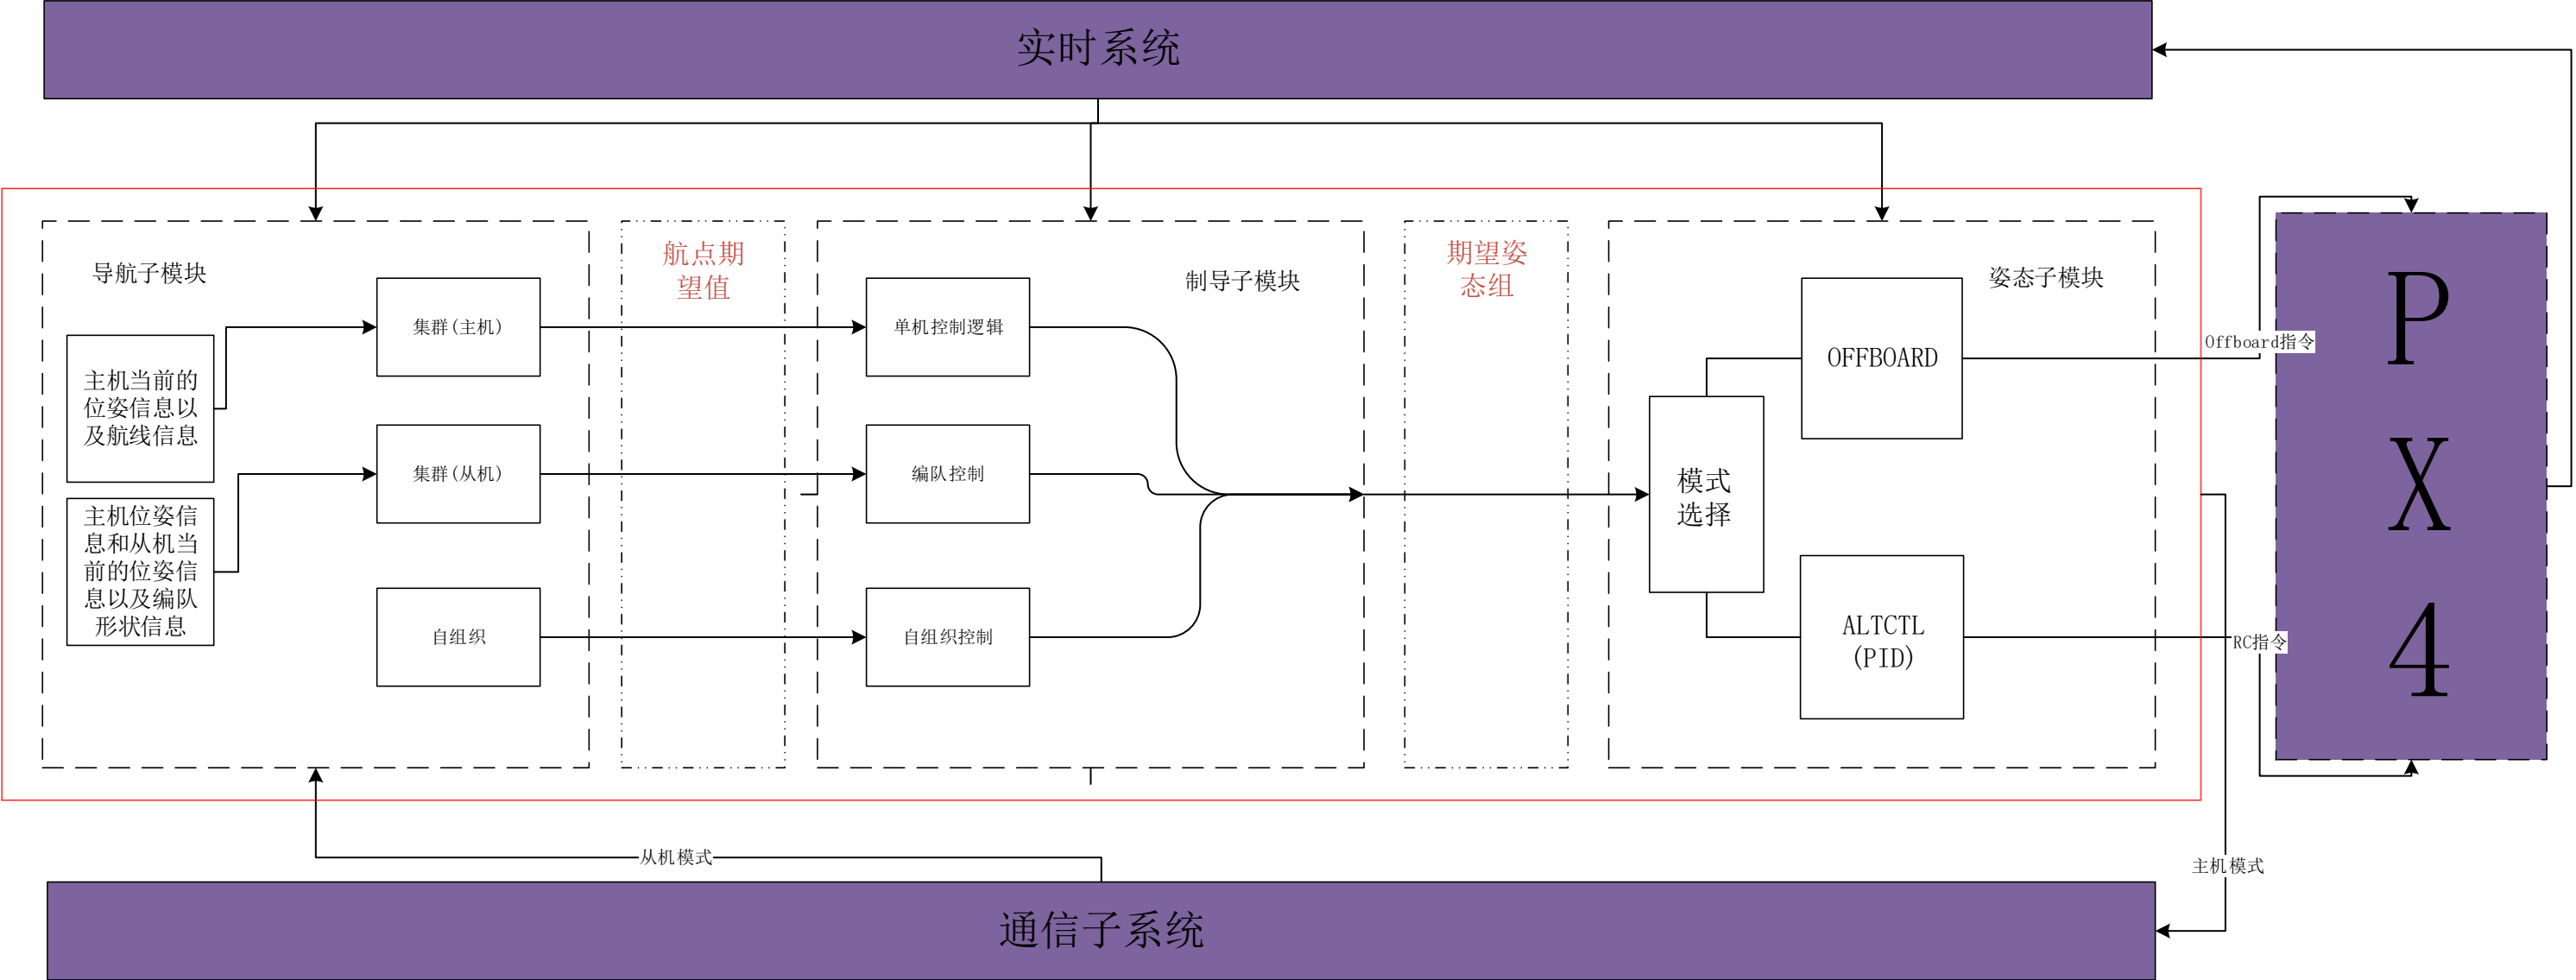 实时系统
导航子模块
主机当前的
位姿信息以
及航线信息
主机位姿信
息和从机当
前的位姿信
息以及编队
形状信息
集群(主机)
集群(从机)
自组织
航点期
望值
制导子模块
单机控制逻辑
编队控制
自组织控制
期望姿
态组
姿态子模块
模式
选择
OFFBOARD
ALTCTL
(PID)
Offboard指令
RC指令
P
X
4
从机模式
主机模式
通信子系统